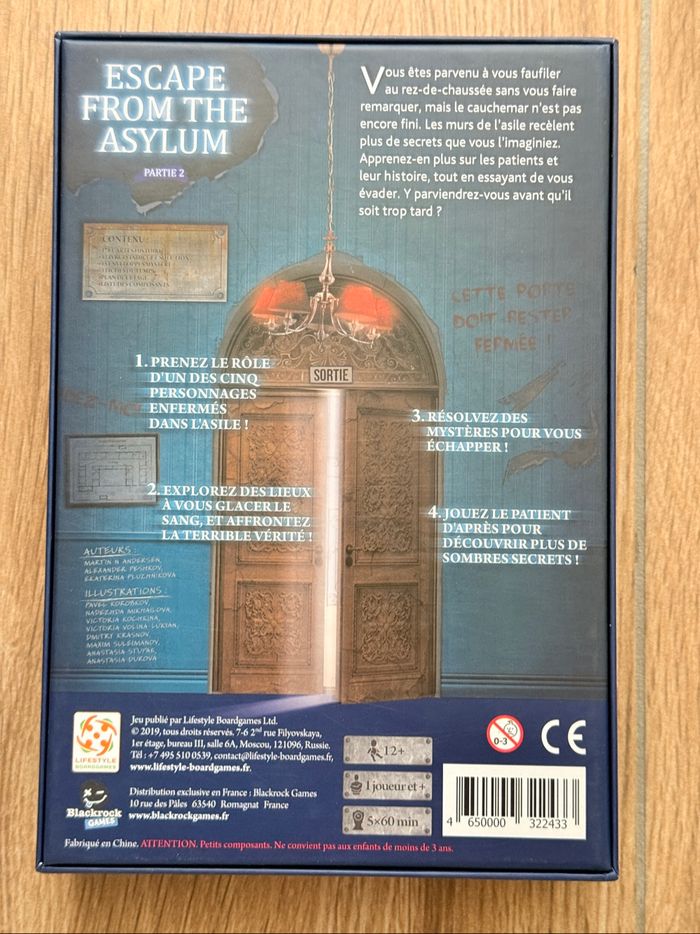 ESCAPE
FROM THE
ASYLUM
PARTIE 2
Vous êtes parvenu à vous faufiler
au rez-de-chaussée sans vous faire
remarquer, mais le cauchemar n'est pas
encore fini. Les murs de l'asile recèlent
plus de secrets que vous l'imaginiez.
Apprenez-en plus sur les patients et
leur histoire, tout en essayant de vous
évader. Y parviendrez-vous avant qu'il
soit trop tard ?
CONTENU :
CETTE PORTE
DOIT RESTER
FERMÉE !
SORTIE
1. PRENEZ LE RÔLE
D'UN DES CINQ
PERSONNAGES
ENFERMÉS
DANS L'ASILE !
2. EXPLOREZ DES LIEUX
À VOUS GLACER LE
SANG, ET AFFRONTEZ
LA TERRIBLE VÉRITÉ !
3. RÉSOLVEZ DES
MYSTÈRES POUR VOUS
ÉCHAPPER !
4. JOUEZ LE PATIENT
D'APRÈS POUR
DÉCOUVRIR PLUS DE
SOMBRES SECRETS !
AUTEURS :
MARTIN N ANDERSEN,
ALEXANDER PESHKOV,
EKATERINA PLUZHNIKOVA
ILLUSTRATIONS :
PAVEL KOROBKOV,
NADEZHDA MIKHAILOVA,
VICTORIA KOCHKINA,
VICTORIA VOLINA LUKIAN,
DMITRY KRASNOV,
MAXIM SULEIMANOV,
ANASTASIA STUPAK,
ANASTASIA DUROVA
LIFESTYLE
BOARDGAMES
Jeu publié par Lifestyle Boardgames Ltd.
© 2019, tous droits réservés. 7-6 2nd rue Filyovskaya,
1er étage, bureau III, salle 6A, Moscou, 121096, Russie.
Tél : +7 495 510 0539, contact@lifestyle-boardgames.fr,
www.lifestyle-boardgames.fr.
Blackrock
GAMES
Distribution exclusive en France : Blackrock Games
10 rue des Pâles 63540 Romagnat France
www.blackrockgames.fr
12+
1 joueur et +
5×60 min
0-3
CE
4 650000 322433
Fabriqué en Chine. ATTENTION. Petits composants. Ne convient pas aux enfants de moins de 3 ans.